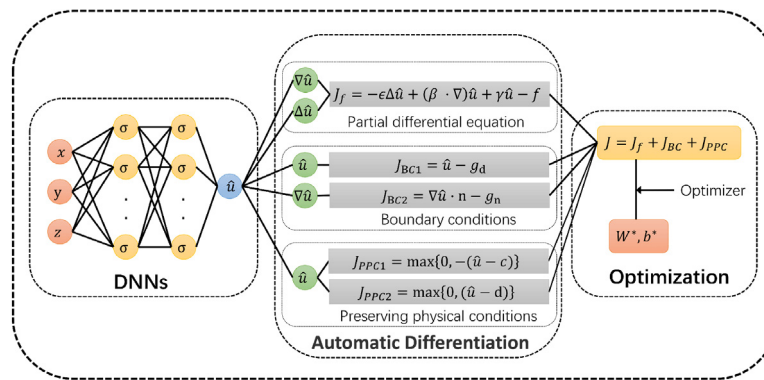 x
y
z
σ
σ
σ
σ
σ
σ
û
DNNs
∇û
Δû
J_f = −ϵΔû + (β · ∇)û + γû − f
Partial differential equation
û
J_BC1 = û − g_d
∇û
J_BC2 = ∇û · n − g_n
Boundary conditions
û
J_PPC1 = max{0, −(û − c)}
J_PPC2 = max{0, (û − d)}
Preserving physical conditions
Automatic Differentiation
J = J_f + J_BC + J_PPC
Optimizer
W*, b*
Optimization